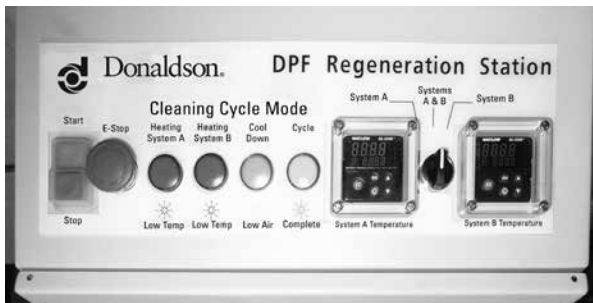 Donaldson.
DPF Regeneration Station
Cleaning Cycle Mode
Start
E-Stop
Heating
System A
Heating
System B
Cool
Down
Cycle
System A
Systems
A & B
System B
Stop
Low Temp
Low Temp
Low Air
Complete
System A Temperature
System B Temperature